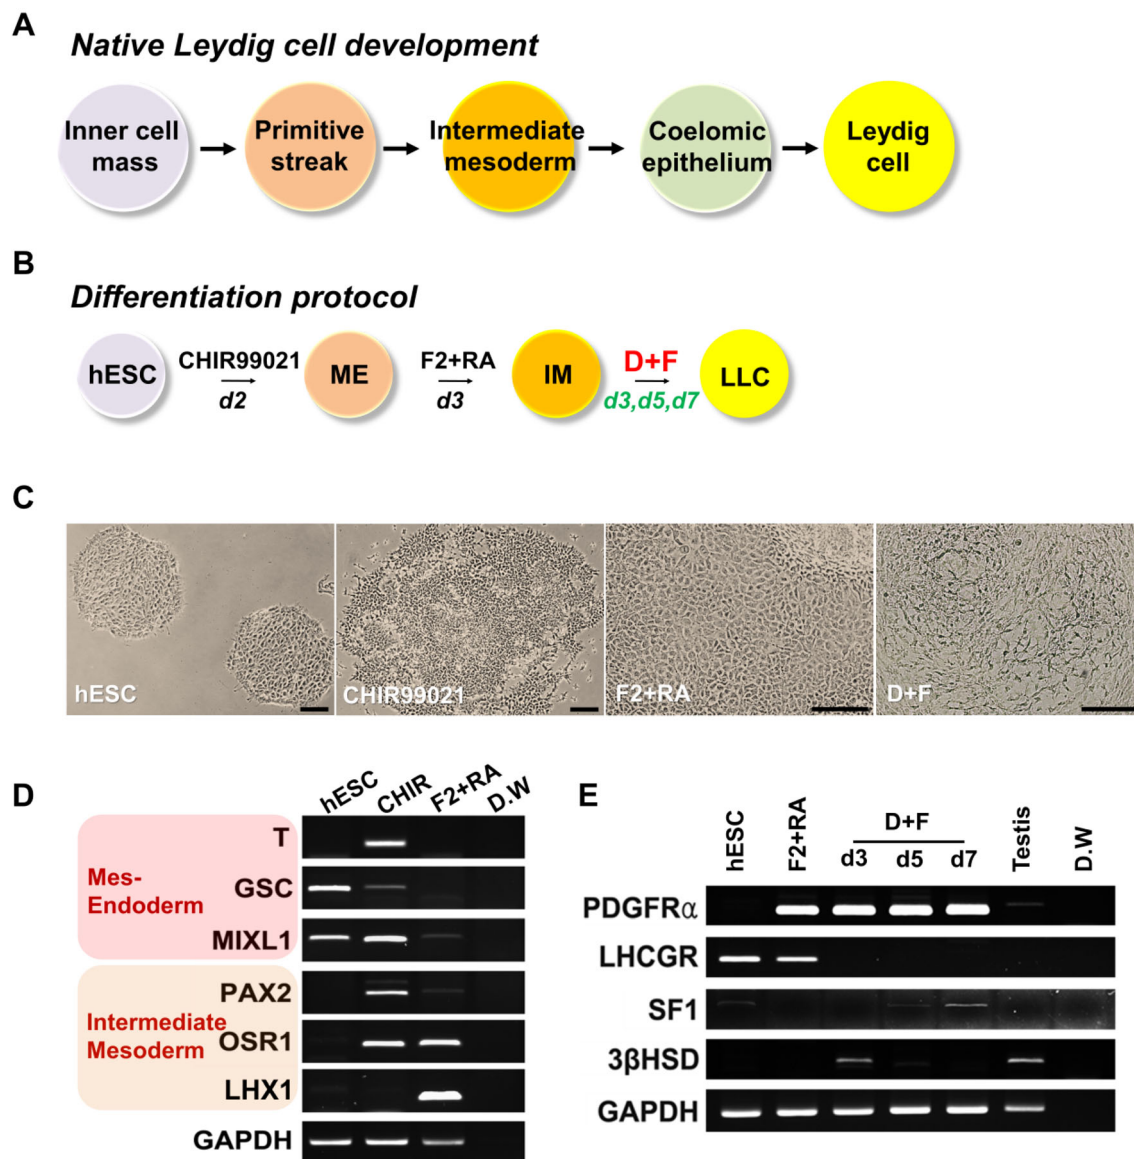 A
Native Leydig cell development
Inner cell
mass
Primitive
streak
Intermediate
mesoderm
Coelomic
epithelium
Leydig
cell
B
Differentiation protocol
hESC
CHIR99021
d2
ME
F2+RA
d3
IM
D+F
d3,d5,d7
LLC
C
hESC
CHIR99021
F2+RA
D+F
D
hESC
CHIR
F2+RA
D.W
Mes-
Endoderm
T
GSC
MIXL1
Intermediate
Mesoderm
PAX2
OSR1
LHX1
GAPDH
E
hESC
F2+RA
D+F
d3
d5
d7
Testis
D.W
PDGFRα
LHCGR
SF1
3βHSD
GAPDH